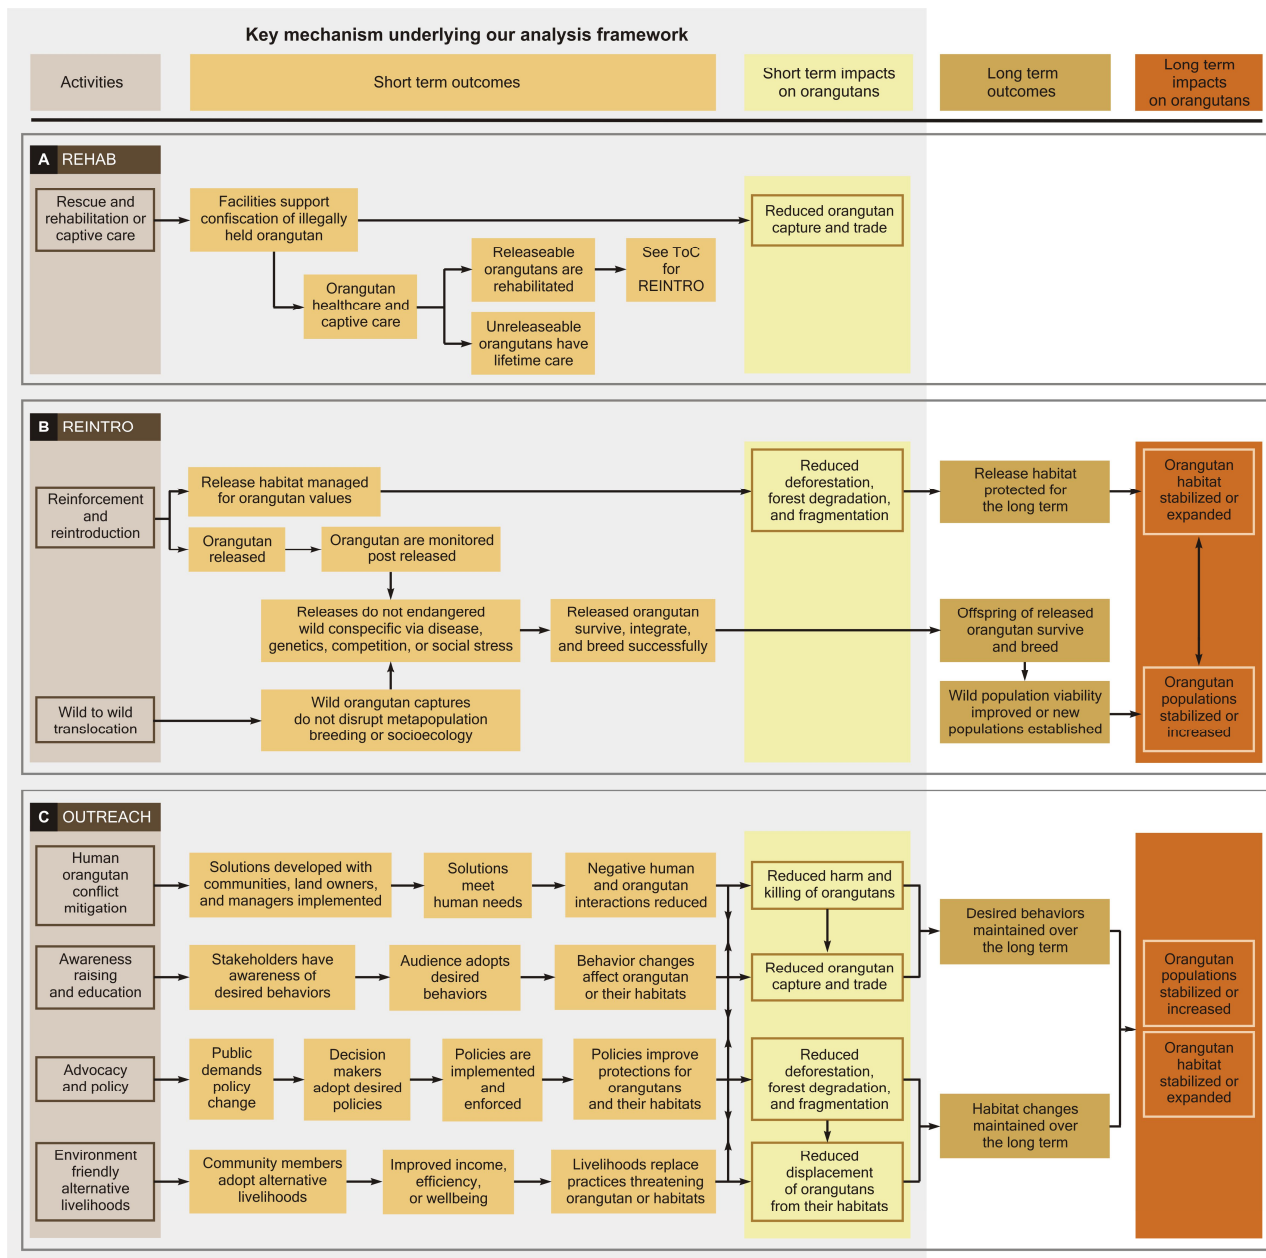 Key mechanism underlying our analysis framework
Activities
Short term outcomes
Short term impacts
on orangutans
Long term
outcomes
Long term
impacts
on orangutans
A REHAB
Rescue and
rehabilitation or
captive care
Facilities support
confiscation of illegally
held orangutan
Reduced orangutan
capture and trade
Orangutan
healthcare and
captive care
Releaseable
orangutans are
rehabilitated
See ToC
for
REINTRO
Unreleaseable
orangutans have
lifetime care
B REINTRO
Reinforcement
and
reintroduction
Release habitat managed
for orangutan values
Reduced
deforestation,
forest degradation,
and fragmentation
Release habitat
protected for
the long term
Orangutan
habitat
stabilized or
expanded
Orangutan
released
Orangutan are monitored
post released
Releases do not endangered
wild conspecific via disease,
genetics, competition, or social stress
Released orangutan
survive, integrate,
and breed successfully
Offspring of released
orangutan survive
and breed
Wild to wild
translocation
Wild orangutan captures
do not disrupt metapopulation
breeding or socioecology
Wild population viability
improved or new
populations established
Orangutan
populations
stabilized or
increased
C OUTREACH
Human
orangutan
conflict
mitigation
Solutions developed with
communities, land owners,
and managers implemented
Solutions
meet
human needs
Negative human
and orangutan
interactions reduced
Reduced harm and
killing of orangutans
Awareness
raising
and education
Stakeholders have
awareness of
desired behaviors
Audience adopts
desired
behaviors
Behavior changes
affect orangutan
or their habitats
Reduced orangutan
capture and trade
Desired behaviors
maintained over
the long term
Advocacy
and policy
Public
demands
policy
change
Decision
makers
adopt desired
policies
Policies are
implemented
and
enforced
Policies improve
protections for
orangutans
and their habitats
Reduced
deforestation,
forest degradation,
and fragmentation
Environment
friendly
alternative
livelihoods
Community members
adopt alternative
livelihoods
Improved income,
efficiency,
or wellbeing
Livelihoods replace
practices threatening
orangutan or habitats
Reduced
displacement
of orangutans
from their habitats
Habitat changes
maintained over
the long term
Orangutan
populations
stabilized or
increased
Orangutan
habitat
stabilized or
expanded